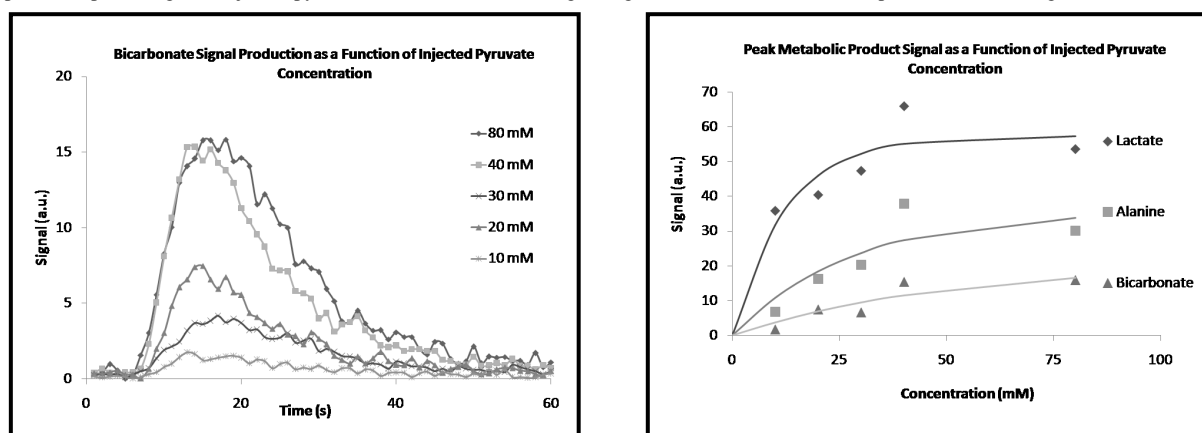 Bicarbonate Signal Production as a Function of Injected Pyruvate
Concentration
20
15
10
5
0
Signal (a.u.)
0
20
40
60
Time (s)
80 mM
40 mM
30 mM
20 mM
10 mM
Peak Metabolic Product Signal as a Function of Injected Pyruvate
Concentration
70
60
50
40
30
20
10
0
Signal (a.u.)
0
25
50
75
100
Concentration (mM)
Lactate
Alanine
Bicarbonate